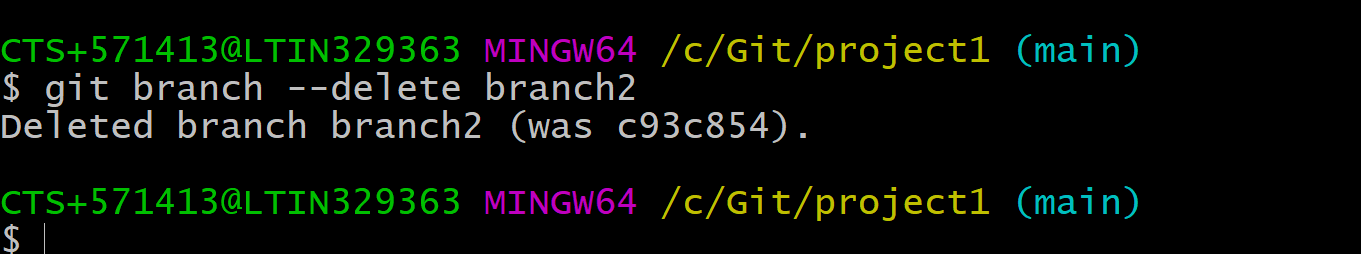 CTS+571413@LTIN329363 MINGW64 /c/Git/project1 (main)
$ git branch --delete branch2
Deleted branch branch2 (was c93c854).
CTS+571413@LTIN329363 MINGW64 /c/Git/project1 (main)
$